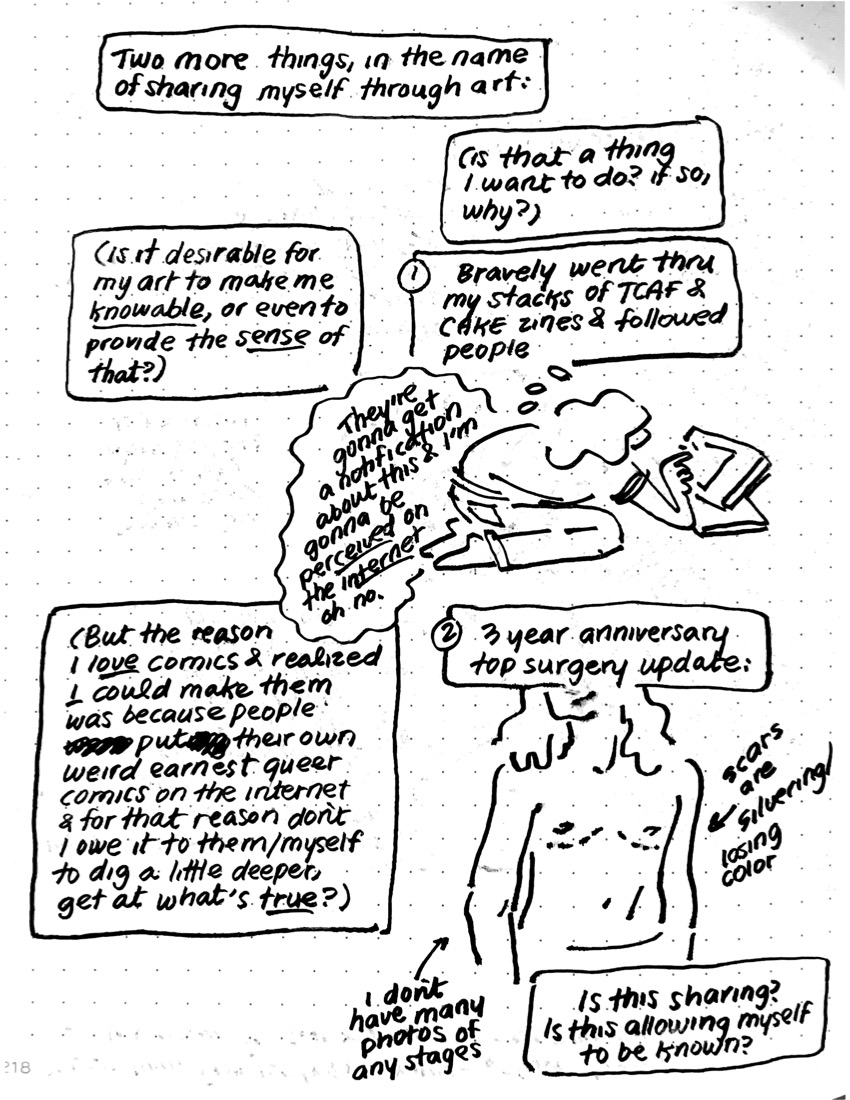 Two more things, in the name
of sharing myself through art:
(is that a thing
I want to do? if so,
why?)
(is it desirable for
my art to make me
knowable, or even to
provide the sense of
that?)
1 Bravely went thru
my stacks of TCAF &
CAKE zines & followed
people
They're
gonna get
a notification
about this & I'm
gonna be
perceived on
the internet
oh no.
(But the reason
I love comics & realized
I could make them
was because people
put their own
weird earnest queer
comics on the internet
& for that reason don't
I owe it to them/myself
to dig a little deeper,
get at what's true?)
2 3 year anniversary
top surgery update:
scars
are
silvering/
losing
color
I don't
have many
photos of
any stages
Is this sharing?
Is this allowing myself
to be known?
218